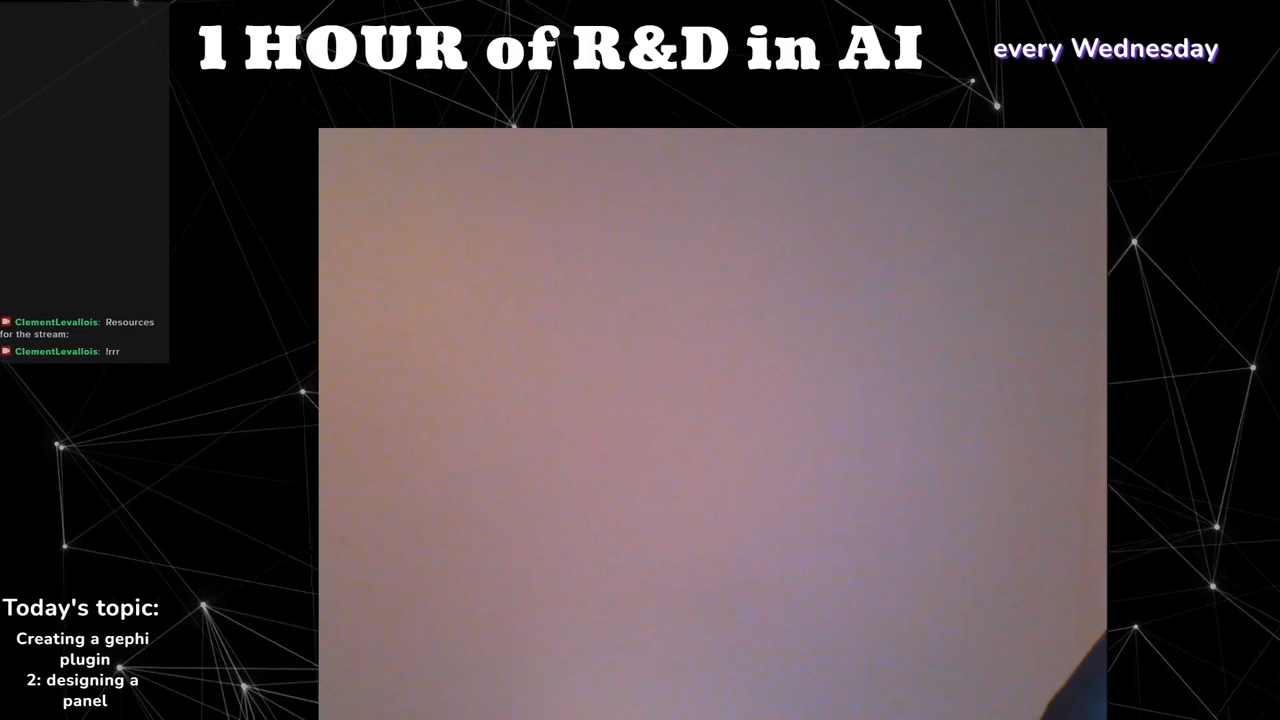 1 HOUR of R&D in AI
every Wednesday
ClementLevallois: Resources
for the stream:
ClementLevallois: !rrr
Today's topic:
Creating a gephi
plugin
2: designing a
panel